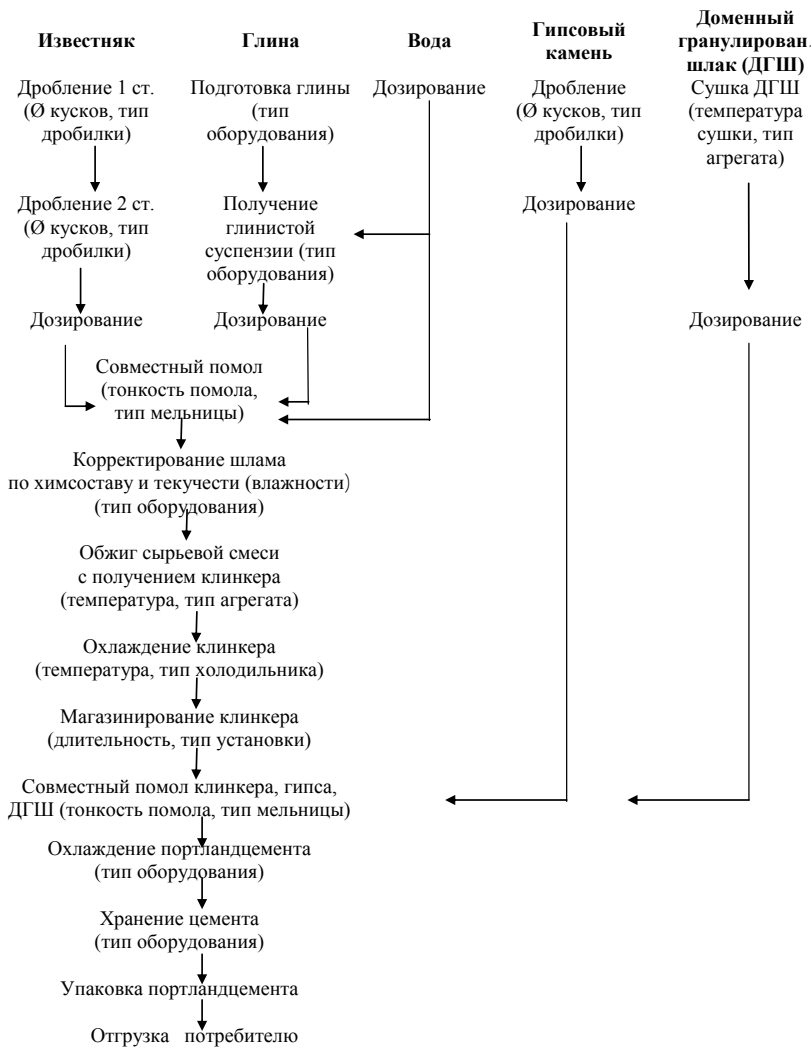 Известняк
Глина
Вода
Гипсовый
камень
Доменный
гранулирован.
шлак (ДГШ)
Дробление 1 ст.
(Ø кусков, тип
дробилки)
Подготовка глины
(тип
оборудования)
Дозирование
Дробление
(Ø кусков, тип
дробилки)
Сушка ДГШ
(температура
сушки, тип
агрегата)
Дробление 2 ст.
(Ø кусков, тип
дробилки)
Получение
глинистой
суспензии (тип
оборудования)
Дозирование
Дозирование
Дозирование
Дозирование
Совместный помол
(тонкость помола,
тип мельницы)
Корректирование шлама
по химсоставу и текучести (влажности)
(тип оборудования)
Обжиг сырьевой смеси
с получением клинкера
(температура, тип агрегата)
Охлаждение клинкера
(температура, тип холодильника)
Магазинирование клинкера
(длительность, тип установки)
Совместный помол клинкера, гипса,
ДГШ (тонкость помола, тип мельницы)
Охлаждение портландцемента
(тип оборудования)
Хранение цемента
(тип оборудования)
Упаковка портландцемента
Отгрузка потребителю